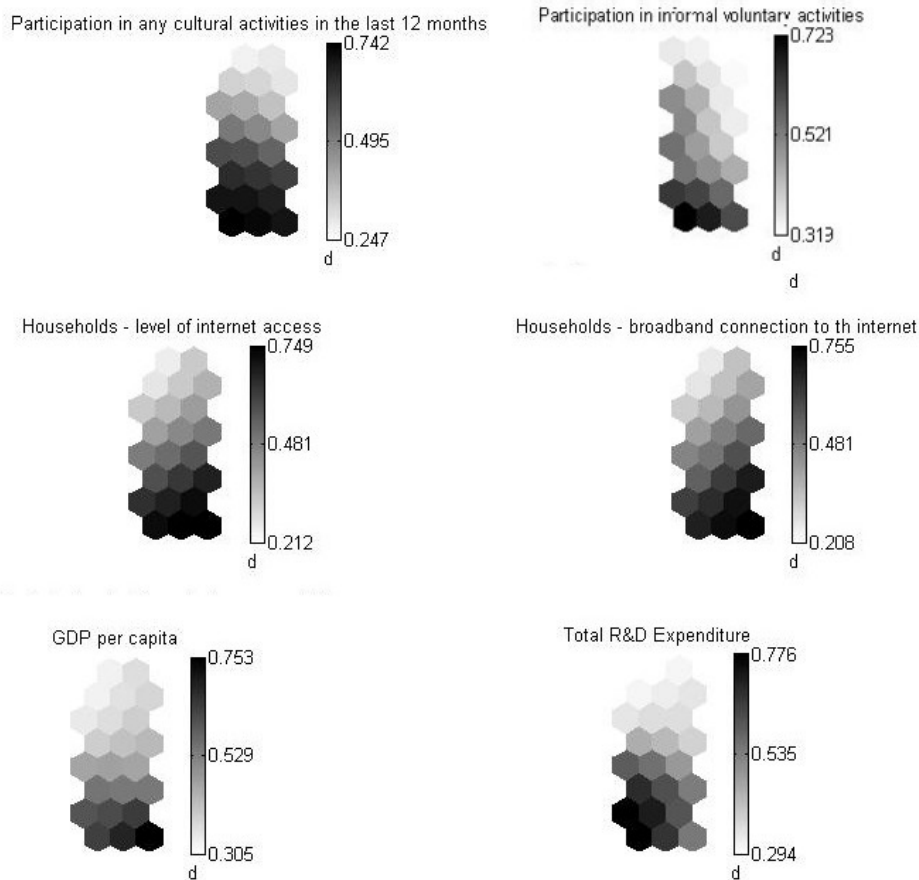 Participation in any cultural activities in the last 12 months
0.742
0.495
0.247
d
Participation in informal voluntary activities
0.723
0.521
0.319
d
d
Households - level of internet access
0.749
0.481
0.212
d
Households - broadband connection to th internet
0.755
0.481
0.208
d
GDP per capita
0.753
0.529
0.305
d
Total R&D Expenditure
0.776
0.535
0.294
d